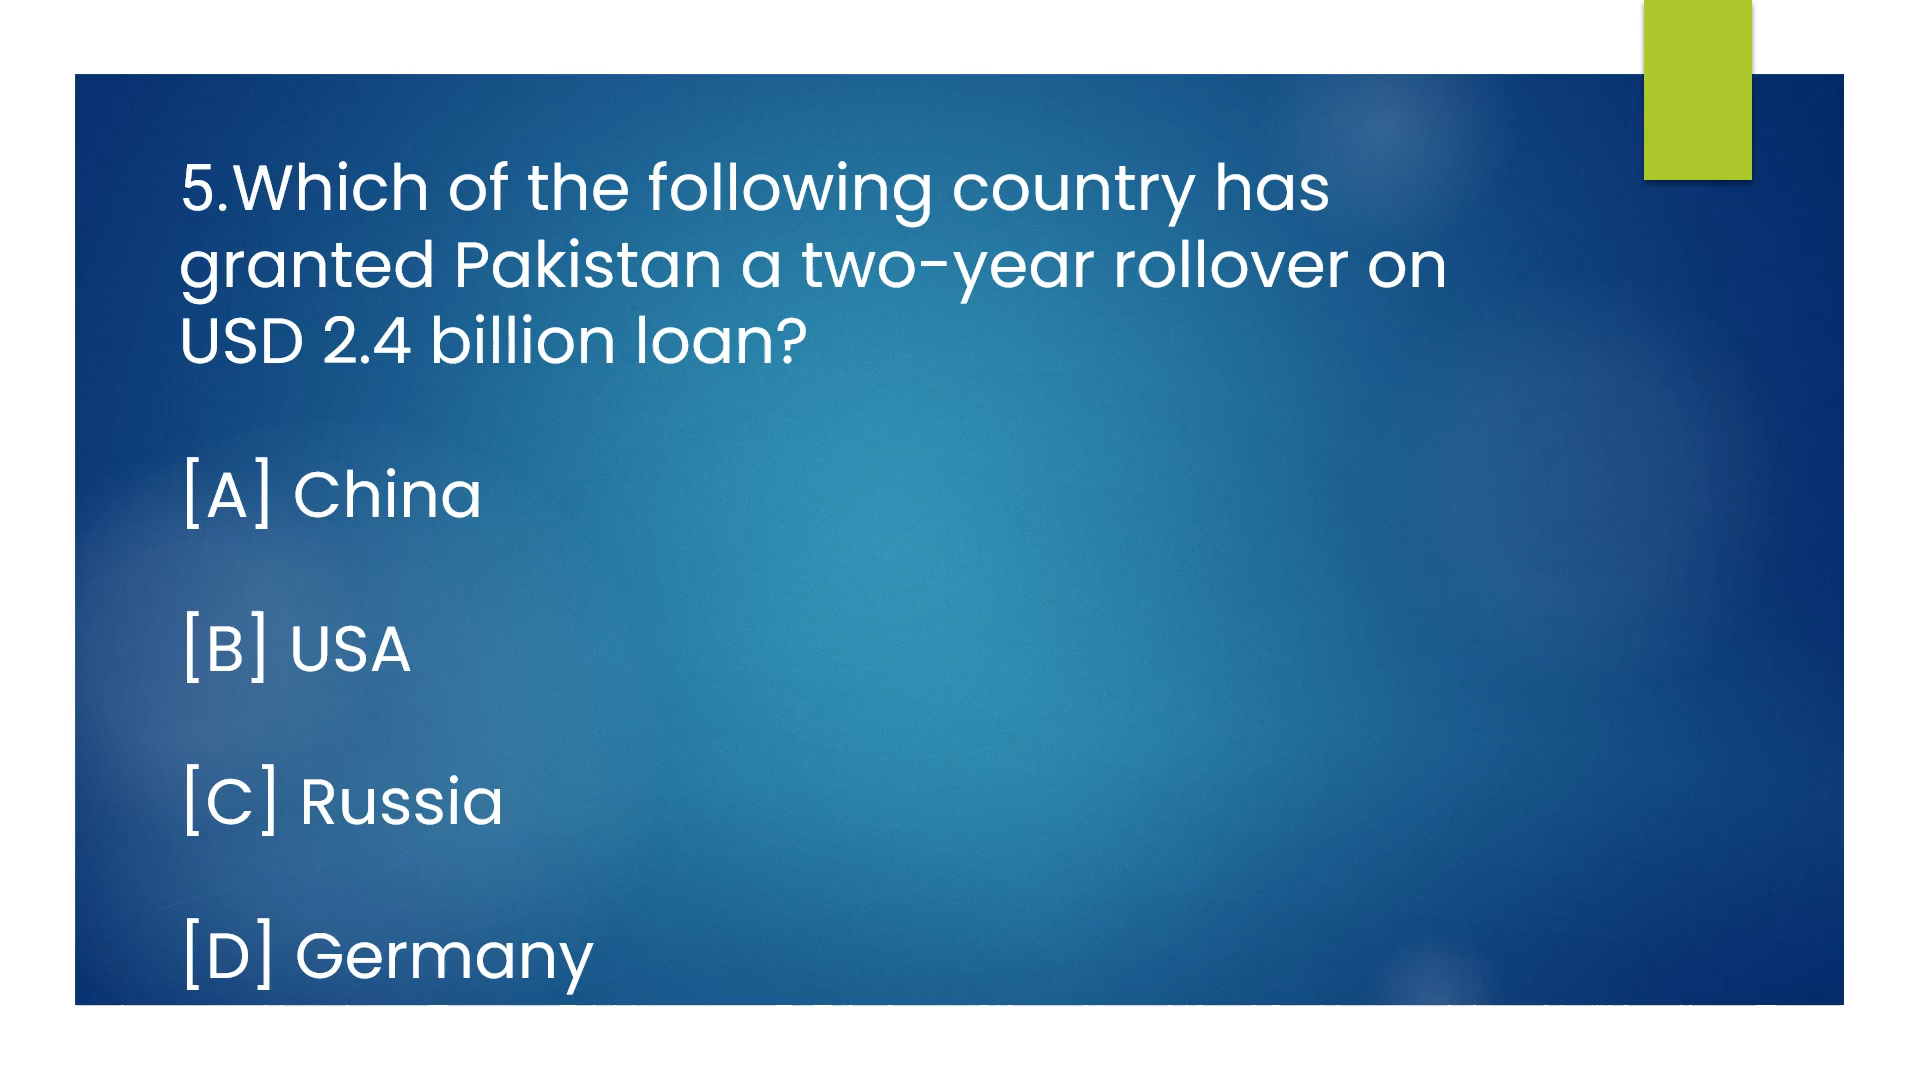 5.Which of the following country has
granted Pakistan a two-year rollover on
USD 2.4 billion loan?
[A] China
[B] USA
[C] Russia
[D] Germany